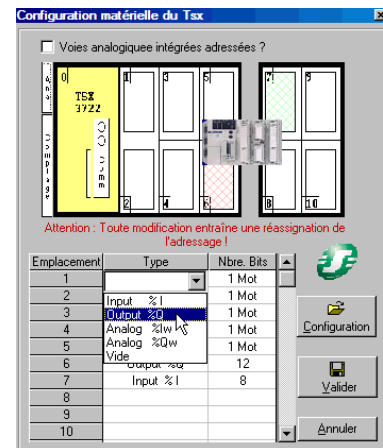 Configuration matérielle du Tsx
Voies analogiquee intégrées adressées ?
0 1 3 5 7 9
TSX
3722
Comm
Comptage
2 4 6 8 10
Attention : Toute modification entraîne une réassignation de
l'adressage !
Emplacement Type Nbre. Bits
1 1 Mot
2 Input %I 1 Mot
3 Output %Q 1 Mot
4 Analog %Iw 1 Mot
5 Analog %Qw 1 Mot
Vide
6 Output %Q 12
7 Input %I 8
8
9
10
Configuration
Valider
Annuler